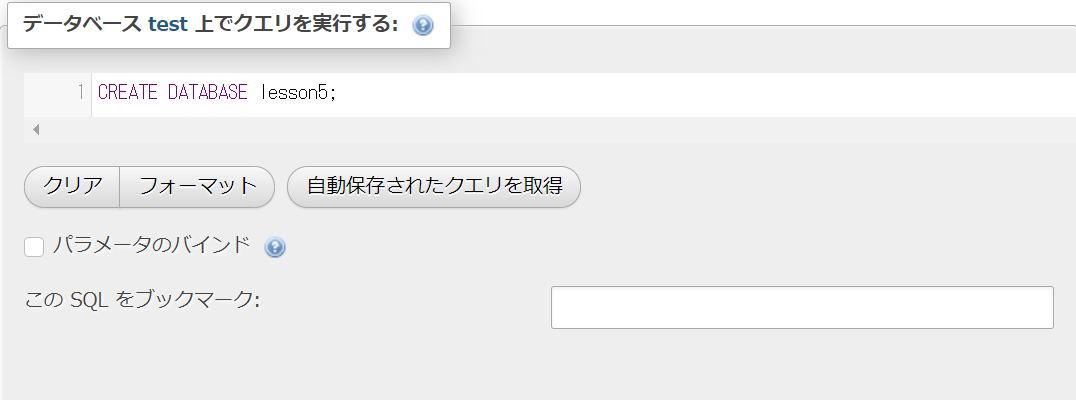 データベース test 上でクエリを実行する:
1 CREATE DATABASE lesson5;
クリア フォーマット 自動保存されたクエリを取得
パラメータのバインド
この SQL をブックマーク: